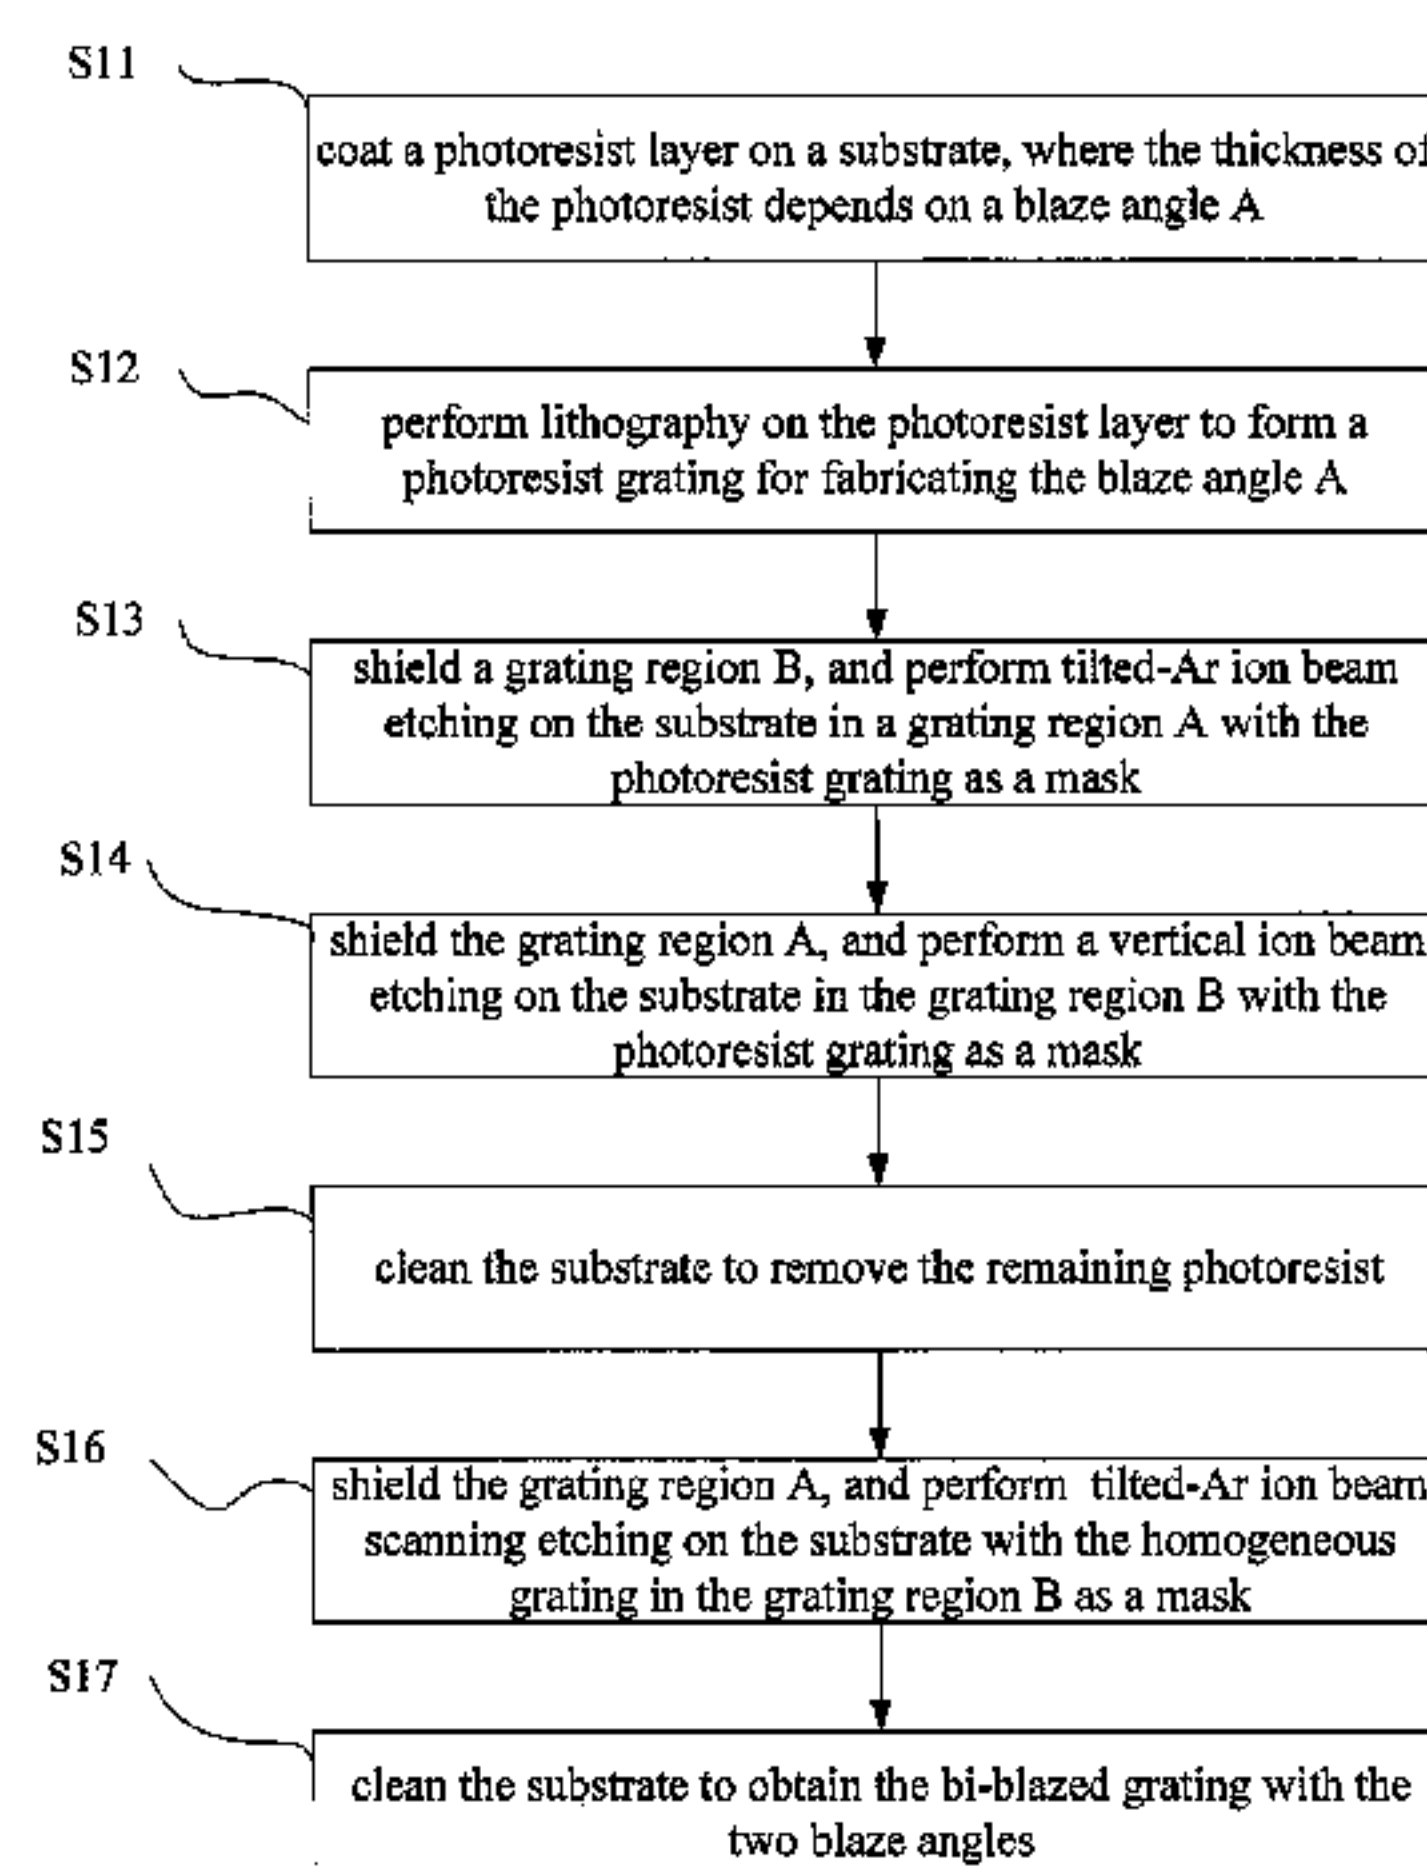 S11
coat a photoresist layer on a substrate, where the thickness of
the photoresist depends on a blaze angle A
S12
perform lithography on the photoresist layer to form a
photoresist grating for fabricating the blaze angle A
S13
shield a grating region B, and perform tilted-Ar ion beam
etching on the substrate in a grating region A with the
photoresist grating as a mask
S14
shield the grating region A, and perform a vertical ion beam
etching on the substrate in the grating region B with the
photoresist grating as a mask
S15
clean the substrate to remove the remaining photoresist
S16
shield the grating region A, and perform tilted-Ar ion beam
scanning etching on the substrate with the homogeneous
grating in the grating region B as a mask
S17
clean the substrate to obtain the bi-blazed grating with the
two blaze angles